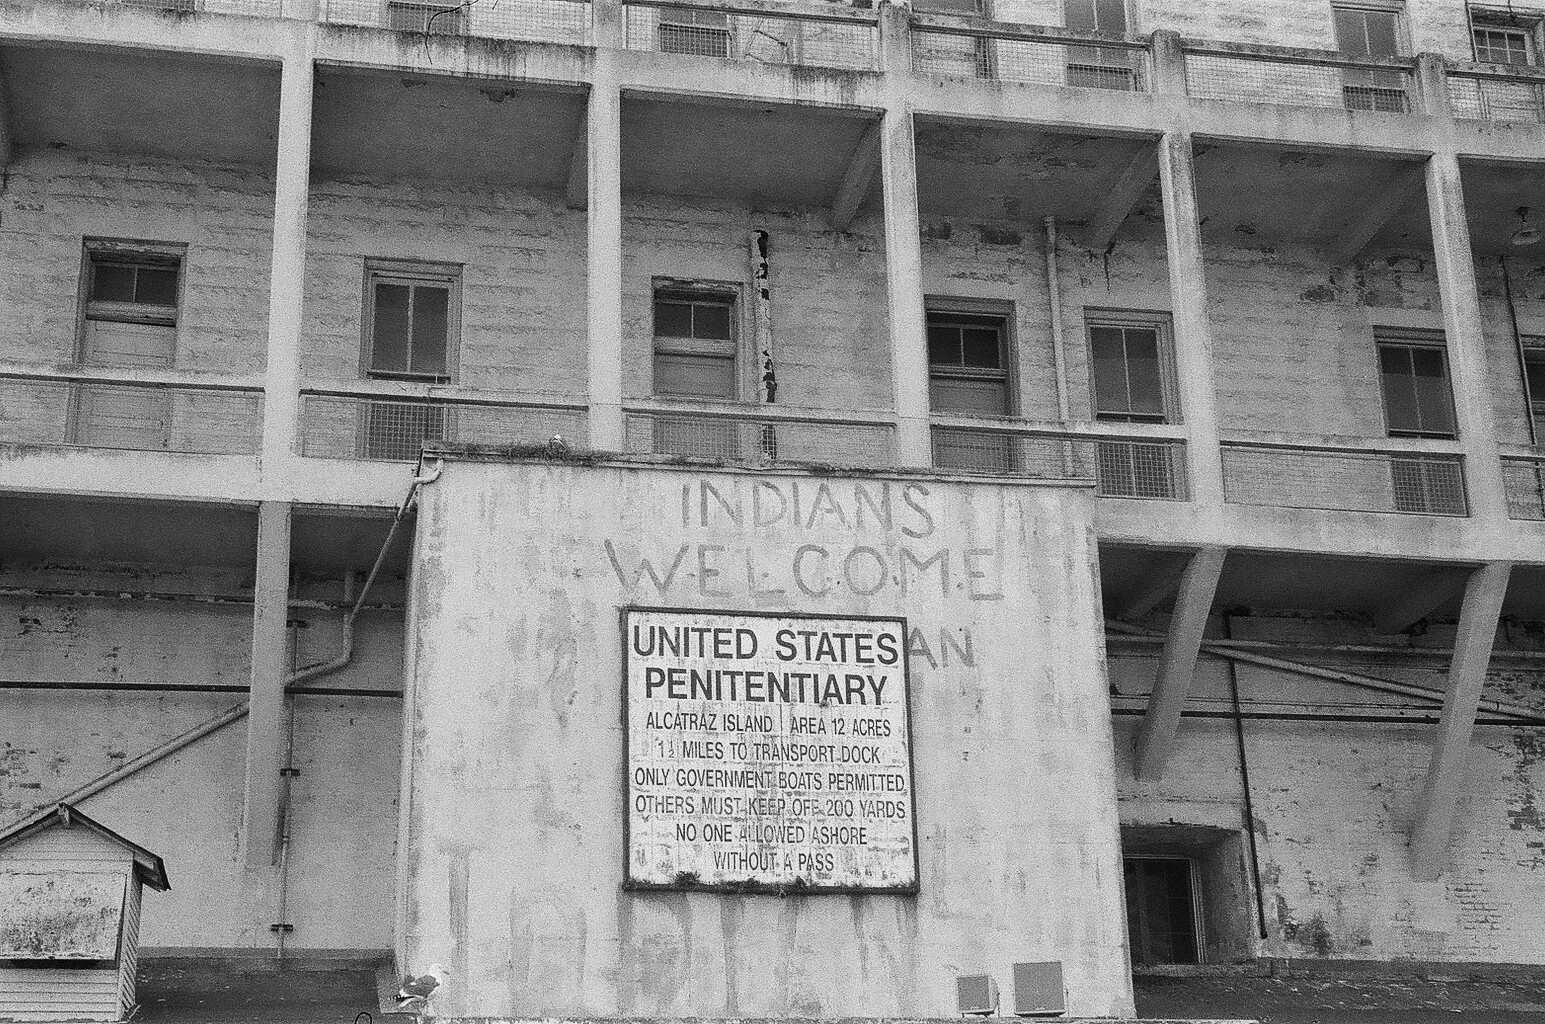 INDIANS
WELCOME
AN
UNITED STATES
PENITENTIARY
ALCATRAZ ISLAND AREA 12 ACRES
1½ MILES TO TRANSPORT DOCK
ONLY GOVERNMENT BOATS PERMITTED
OTHERS MUST KEEP OFF 200 YARDS
NO ONE ALLOWED ASHORE
WITHOUT A PASS